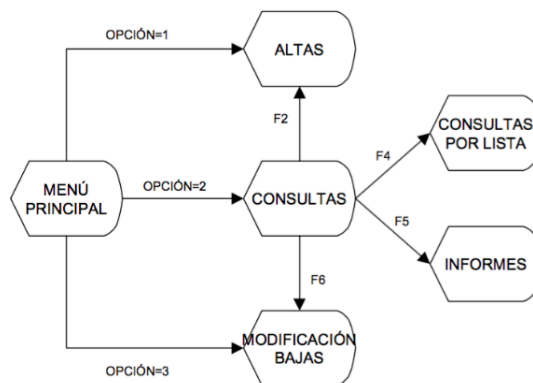 OPCIÓN=1
ALTAS
F2
CONSULTAS
POR LISTA
F4
MENÚ
PRINCIPAL
OPCIÓN=2
CONSULTAS
F5
INFORMES
F6
MODIFICACIÓN
BAJAS
OPCIÓN=3